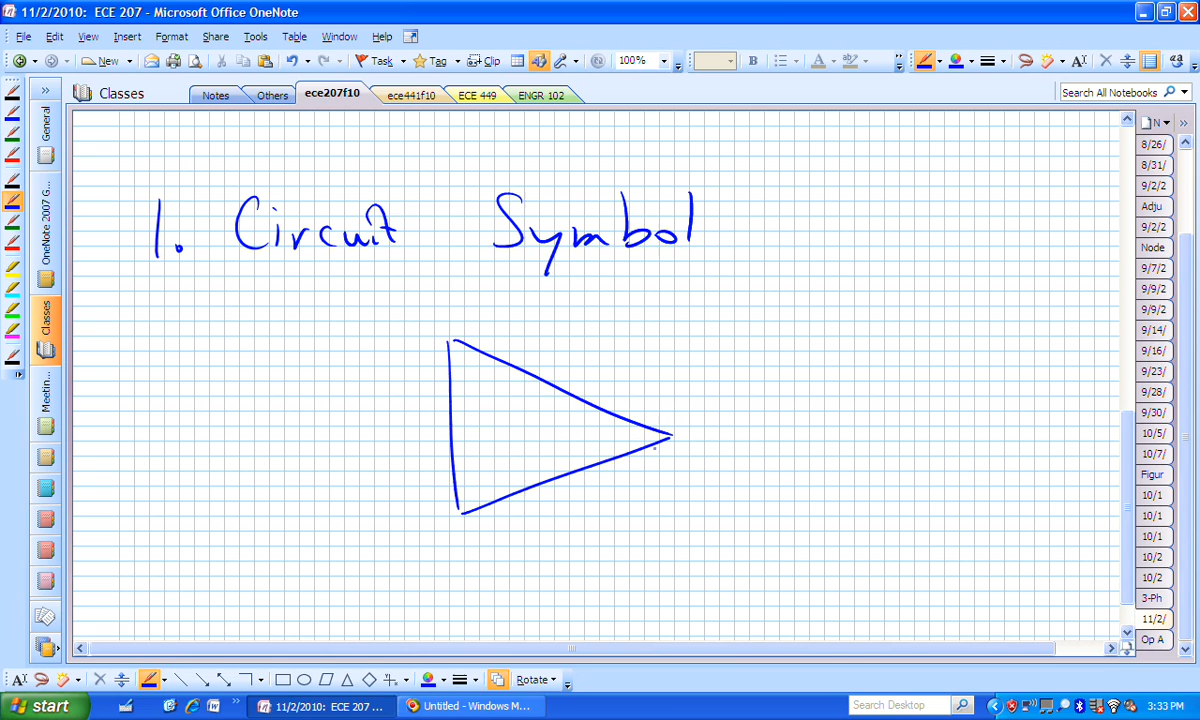 11/2/2010: ECE 207 - Microsoft Office OneNote
File Edit View Insert Format Share Tools Table Window Help
New Task Tag Clip 100% B A ab?
Classes Notes Others ece207f10 ece441f10 ECE 449 ENGR 102 Search All Notebooks N
General
OneNote 2007 G...
Classes
Meetin...
1. Circuit Symbol
8/26/
8/31/
9/2/2
Adju
9/2/2
Node
9/7/2
9/9/2
9/9/2
9/14/
9/16/
9/23/
9/28/
9/30/
10/5/
10/7/
Figur
10/1
10/1
10/1
10/2
10/2
3-Ph
11/2/
Op A
Rotate
start 11/2/2010: ECE 207 ... Untitled - Windows M... Search Desktop 3:33 PM